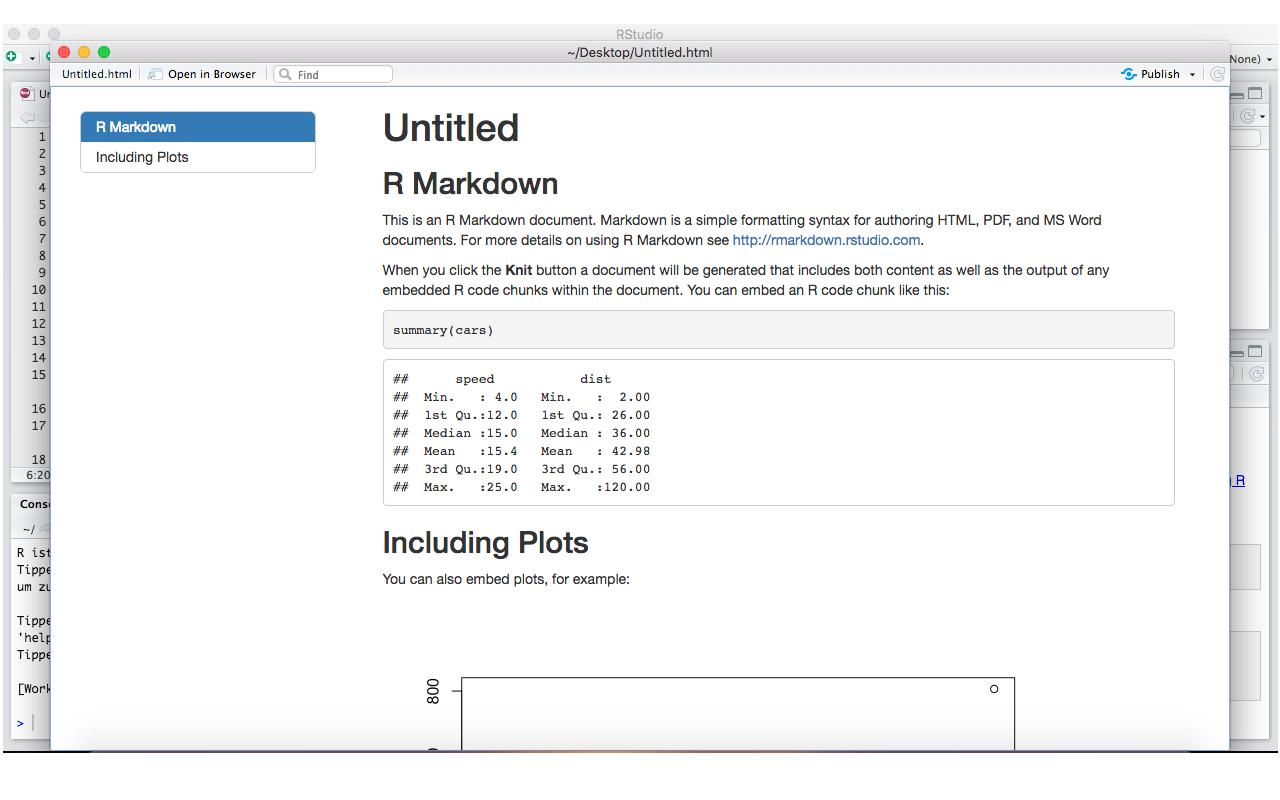 RStudio
~/Desktop/Untitled.html
None)
Untitled.html Open in Browser Find Publish
R Markdown
Including Plots
Untitled
R Markdown
This is an R Markdown document. Markdown is a simple formatting syntax for authoring HTML, PDF, and MS Word
documents. For more details on using R Markdown see http://rmarkdown.rstudio.com.
When you click the Knit button a document will be generated that includes both content as well as the output of any
embedded R code chunks within the document. You can embed an R code chunk like this:
summary(cars)
##      speed           dist
##  Min.   : 4.0   Min.   :  2.00
##  1st Qu.:12.0   1st Qu.: 26.00
##  Median :15.0   Median : 36.00
##  Mean   :15.4   Mean   : 42.98
##  3rd Qu.:19.0   3rd Qu.: 56.00
##  Max.   :25.0   Max.   :120.00
Including Plots
You can also embed plots, for example:
800
1
2
3
4
5
6
7
8
9
10
11
12
13
14
15
16
17
18
6:20
Conso
~/
R ist
Tippe
um zu
Tippe
'help
Tippe
[Work
>
R